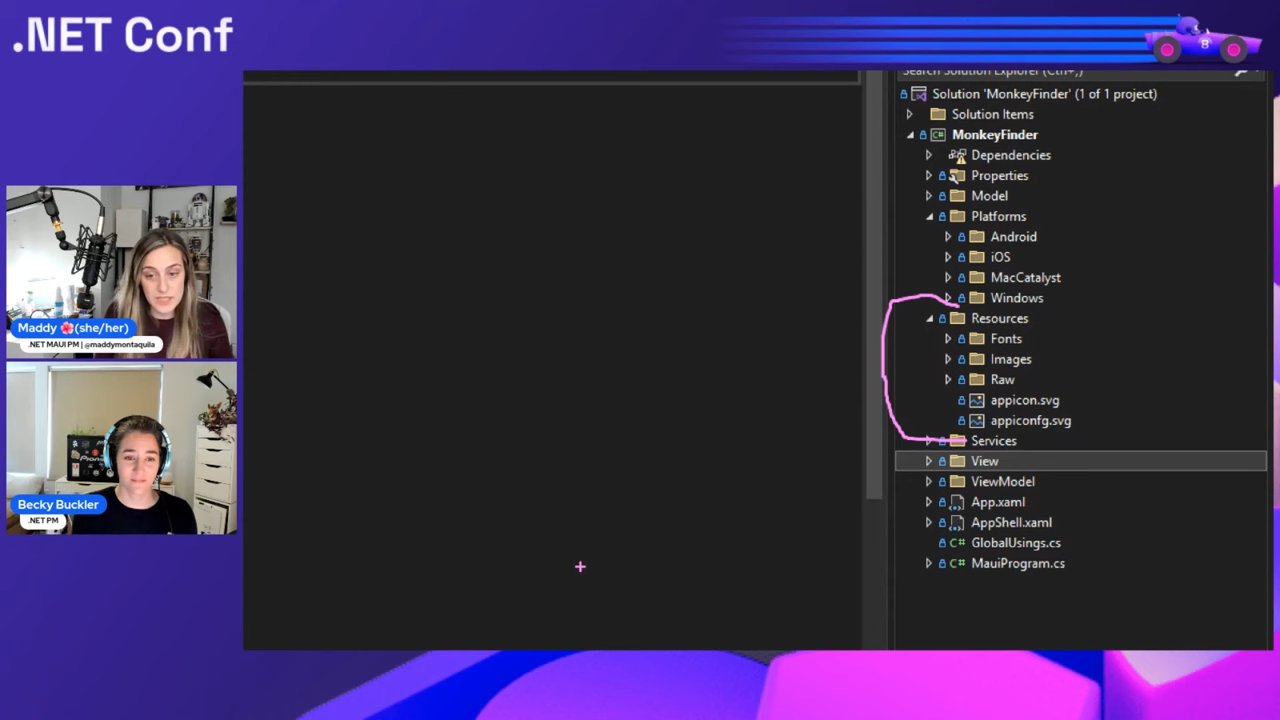 .NET Conf
8
Search Solution Explorer (Ctrl+;)
Solution 'MonkeyFinder' (1 of 1 project)
Solution Items
C# MonkeyFinder
Dependencies
Properties
Model
Platforms
Android
iOS
MacCatalyst
Windows
Resources
Fonts
Images
Raw
appicon.svg
appiconfg.svg
Services
View
ViewModel
App.xaml
AppShell.xaml
C# GlobalUsings.cs
C# MauiProgram.cs
Maddy 🌸(she/her)
.NET MAUI PM | @maddymontaquila
Becky Buckler
.NET PM